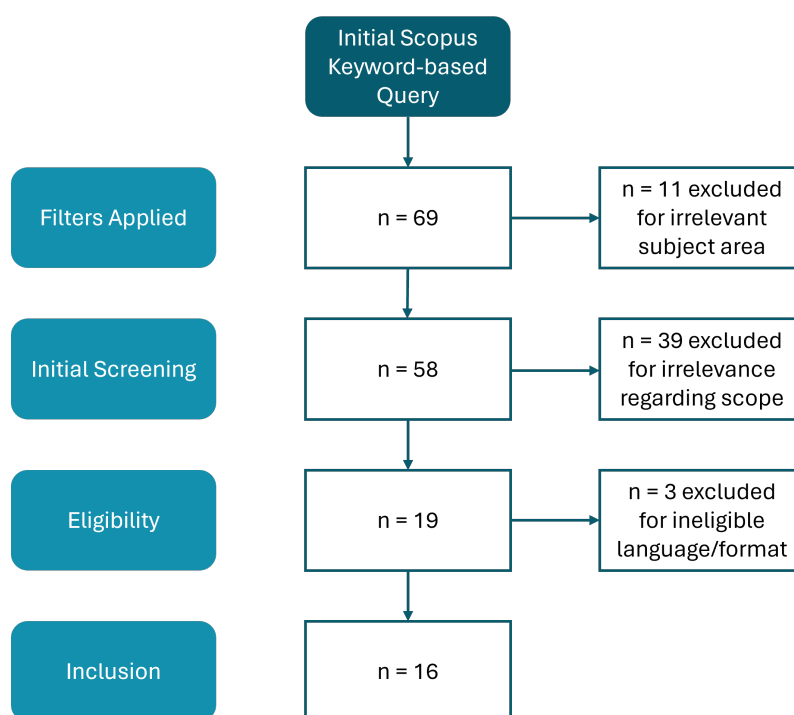 Initial Scopus
Keyword-based
Query
Filters Applied
n = 69
n = 11 excluded
for irrelevant
subject area
Initial Screening
n = 58
n = 39 excluded
for irrelevance
regarding scope
Eligibility
n = 19
n = 3 excluded
for ineligible
language/format
Inclusion
n = 16